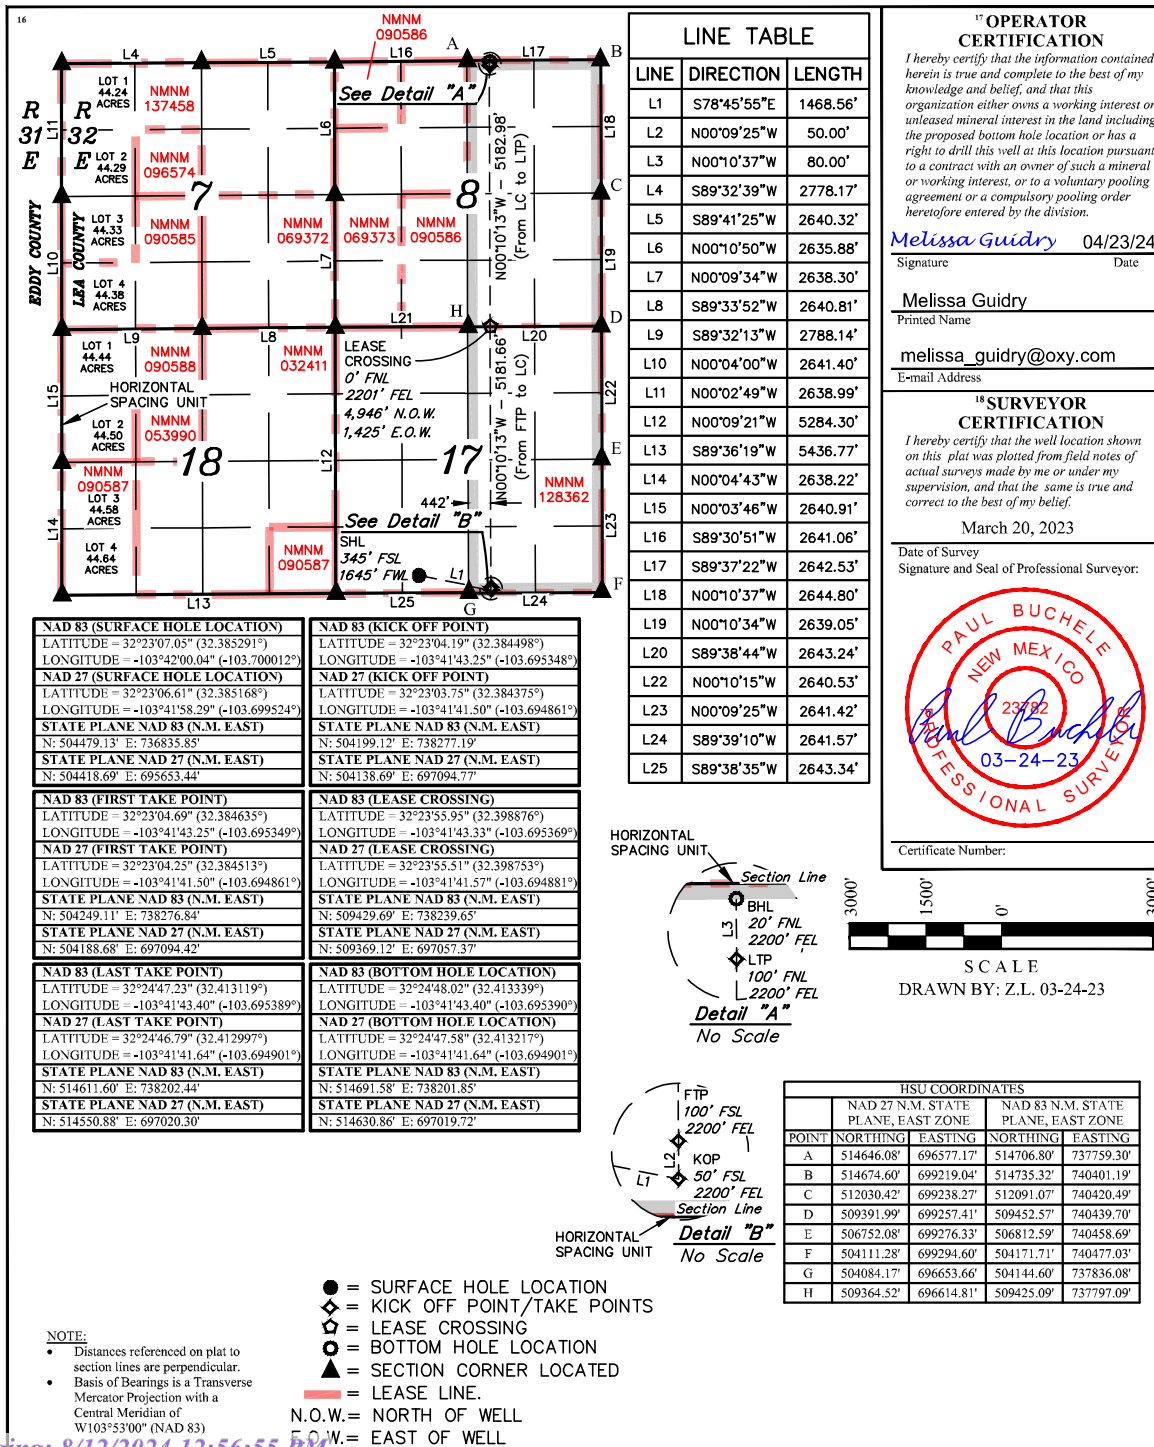 16
NMNM
090586
A
B
L4
L5
L16
L17
LOT 1
44.24
ACRES
NMNM
137458
See Detail "A"
R R
31 32
E E
L11
L6
L18
N00°10'13"W - 5182.98'
(From LC to LTP)
LOT 2
44.29
ACRES
NMNM
096574
7
8
C
LOT 3
44.33
ACRES
NMNM
090585
NMNM
069372
NMNM
069373
NMNM
090586
EDDY COUNTY
LEA COUNTY
L10
L7
L19
LOT 4
44.38
ACRES
H
D
L9
L8
L21
L20
LOT 1
44.44
ACRES
NMNM
090588
NMNM
032411
LEASE
CROSSING
0' FNL
2201' FEL
4,946' N.O.W.
1,425' E.O.W.
HORIZONTAL
SPACING UNIT
L15
L22
N00°10'13"W - 5181.66'
(From FTP to LC)
LOT 2
44.50
ACRES
NMNM
053990
18
L12
17
E
NMNM
090587
LOT 3
44.58
ACRES
NMNM
128362
442'
L14
L23
See Detail "B"
LOT 4
44.64
ACRES
NMNM
090587
SHL
345' FSL
1645' FWL
L1
L13
L25
G
L24
F
LINE TABLE
LINE DIRECTION LENGTH
L1 S78°45'55"E 1468.56'
L2 N00°09'25"W 50.00'
L3 N00°10'37"W 80.00'
L4 S89°32'39"W 2778.17'
L5 S89°41'25"W 2640.32'
L6 N00°10'50"W 2635.88'
L7 N00°09'34"W 2638.30'
L8 S89°33'52"W 2640.81'
L9 S89°32'13"W 2788.14'
L10 N00°04'00"W 2641.40'
L11 N00°02'49"W 2638.99'
L12 N00°09'21"W 5284.30'
L13 S89°36'19"W 5436.77'
L14 N00°04'43"W 2638.22'
L15 N00°03'46"W 2640.91'
L16 S89°30'51"W 2641.06'
L17 S89°37'22"W 2642.53'
L18 N00°10'37"W 2644.80'
L19 N00°10'34"W 2639.05'
L20 S89°38'44"W 2643.24'
L22 N00°10'15"W 2640.53'
L23 N00°09'25"W 2641.42'
L24 S89°39'10"W 2641.57'
L25 S89°38'35"W 2643.34'
17 OPERATOR
CERTIFICATION
I hereby certify that the information contained
herein is true and complete to the best of my
knowledge and belief, and that this
organization either owns a working interest or
unleased mineral interest in the land including
the proposed bottom hole location or has a
right to drill this well at this location pursuant
to a contract with an owner of such a mineral
or working interest, or to a voluntary pooling
agreement or a compulsory pooling order
heretofore entered by the division.
Melissa Guidry 04/23/24
Signature Date
Melissa Guidry
Printed Name
melissa_guidry@oxy.com
E-mail Address
18 SURVEYOR
CERTIFICATION
I hereby certify that the well location shown
on this plat was plotted from field notes of
actual surveys made by me or under my
supervision, and that the same is true and
correct to the best of my belief.
March 20, 2023
Date of Survey
Signature and Seal of Professional Surveyor:
PAUL BUCHELE
NEW MEXICO
23782
Paul Buchele
03-24-23
PROFESSIONAL SURVEYOR
Certificate Number:
NAD 83 (SURFACE HOLE LOCATION)
LATITUDE = 32°23'07.05" (32.385291°)
LONGITUDE = -103°42'00.04" (-103.700012°)
NAD 27 (SURFACE HOLE LOCATION)
LATITUDE = 32°23'06.61" (32.385168°)
LONGITUDE = -103°41'58.29" (-103.699524°)
STATE PLANE NAD 83 (N.M. EAST)
N: 504479.13' E: 736835.85'
STATE PLANE NAD 27 (N.M. EAST)
N: 504418.69' E: 695653.44'
NAD 83 (KICK OFF POINT)
LATITUDE = 32°23'04.19" (32.384498°)
LONGITUDE = -103°41'43.25" (-103.695348°)
NAD 27 (KICK OFF POINT)
LATITUDE = 32°23'03.75" (32.384375°)
LONGITUDE = -103°41'41.50" (-103.694861°)
STATE PLANE NAD 83 (N.M. EAST)
N: 504199.12' E: 738277.19'
STATE PLANE NAD 27 (N.M. EAST)
N: 504138.69' E: 697094.77'
NAD 83 (FIRST TAKE POINT)
LATITUDE = 32°23'04.69" (32.384635°)
LONGITUDE = -103°41'43.25" (-103.695349°)
NAD 27 (FIRST TAKE POINT)
LATITUDE = 32°23'04.25" (32.384513°)
LONGITUDE = -103°41'41.50" (-103.694861°)
STATE PLANE NAD 83 (N.M. EAST)
N: 504249.11' E: 738276.84'
STATE PLANE NAD 27 (N.M. EAST)
N: 504188.68' E: 697094.42'
NAD 83 (LEASE CROSSING)
LATITUDE = 32°23'55.95" (32.398876°)
LONGITUDE = -103°41'43.33" (-103.695369°)
NAD 27 (LEASE CROSSING)
LATITUDE = 32°23'55.51" (32.398753°)
LONGITUDE = -103°41'41.57" (-103.694881°)
STATE PLANE NAD 83 (N.M. EAST)
N: 509429.69' E: 738239.65'
STATE PLANE NAD 27 (N.M. EAST)
N: 509369.12' E: 697057.37'
NAD 83 (LAST TAKE POINT)
LATITUDE = 32°24'47.23" (32.413119°)
LONGITUDE = -103°41'43.40" (-103.695389°)
NAD 27 (LAST TAKE POINT)
LATITUDE = 32°24'46.79" (32.412997°)
LONGITUDE = -103°41'41.64" (-103.694901°)
STATE PLANE NAD 83 (N.M. EAST)
N: 514611.60' E: 738202.44'
STATE PLANE NAD 27 (N.M. EAST)
N: 514550.88' E: 697020.30'
NAD 83 (BOTTOM HOLE LOCATION)
LATITUDE = 32°24'48.02" (32.413339°)
LONGITUDE = -103°41'43.40" (-103.695390°)
NAD 27 (BOTTOM HOLE LOCATION)
LATITUDE = 32°24'47.58" (32.413217°)
LONGITUDE = -103°41'41.64" (-103.694901°)
STATE PLANE NAD 83 (N.M. EAST)
N: 514691.58' E: 738201.85'
STATE PLANE NAD 27 (N.M. EAST)
N: 514630.86' E: 697019.72'
HORIZONTAL
SPACING UNIT
Section Line
BHL
20' FNL
2200' FEL
L3
LTP
100' FNL
2200' FEL
Detail "A"
No Scale
3000'
1500'
0'
3000'
SCALE
DRAWN BY: Z.L. 03-24-23
FTP
100' FSL
2200' FEL
L2
L1
KOP
50' FSL
2200' FEL
Section Line
HORIZONTAL
SPACING UNIT
Detail "B"
No Scale
HSU COORDINATES
NAD 27 N.M. STATE PLANE, EAST ZONE NAD 83 N.M. STATE PLANE, EAST ZONE
POINT NORTHING EASTING NORTHING EASTING
A 514646.08' 696577.17' 514706.80' 737759.30'
B 514674.60' 699219.04' 514735.32' 740401.19'
C 512030.42' 699238.27' 512091.07' 740420.49'
D 509391.99' 699257.41' 509452.57' 740439.70'
E 506752.08' 699276.33' 506812.59' 740458.69'
F 504111.28' 699294.60' 504171.71' 740477.03'
G 504084.17' 696653.66' 504144.60' 737836.08'
H 509364.52' 696614.81' 509425.09' 737797.09'
= SURFACE HOLE LOCATION
= KICK OFF POINT/TAKE POINTS
= LEASE CROSSING
= BOTTOM HOLE LOCATION
= SECTION CORNER LOCATED
= LEASE LINE.
N.O.W.= NORTH OF WELL
E.O.W.= EAST OF WELL
NOTE:
• Distances referenced on plat to
section lines are perpendicular.
• Basis of Bearings is a Transverse
Mercator Projection with a
Central Meridian of
W103°53'00" (NAD 83)
8/12/2024 12:56:55 PM